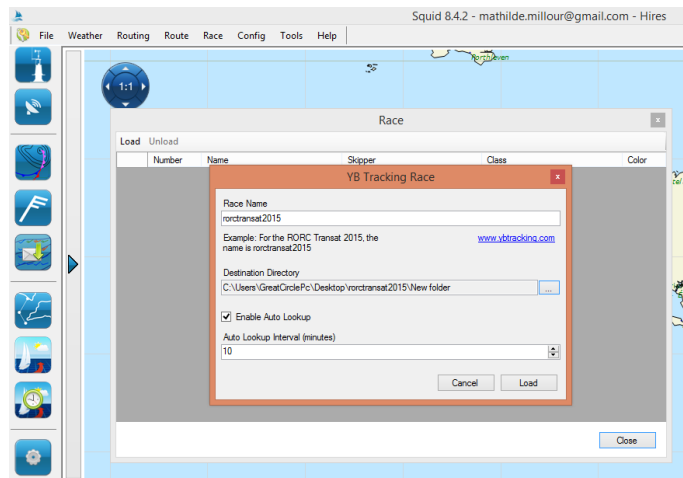 Squid 8.4.2 - mathilde.millour@gmail.com - Hires
File Weather Routing Route Race Config Tools Help
Porthleven
1:1
Race
x
Load Unload
Number Name Skipper Class Color
YB Tracking Race
x
Race Name
rorctransat2015
Example: For the RORC Transat 2015, the
name is rorctransat2015
www.ybtracking.com
Destination Directory
C:\Users\GreatCirclePc\Desktop\rorctransat2015\New folder
...
Enable Auto Lookup
Auto Lookup Interval (minutes)
10
Cancel Load
Close